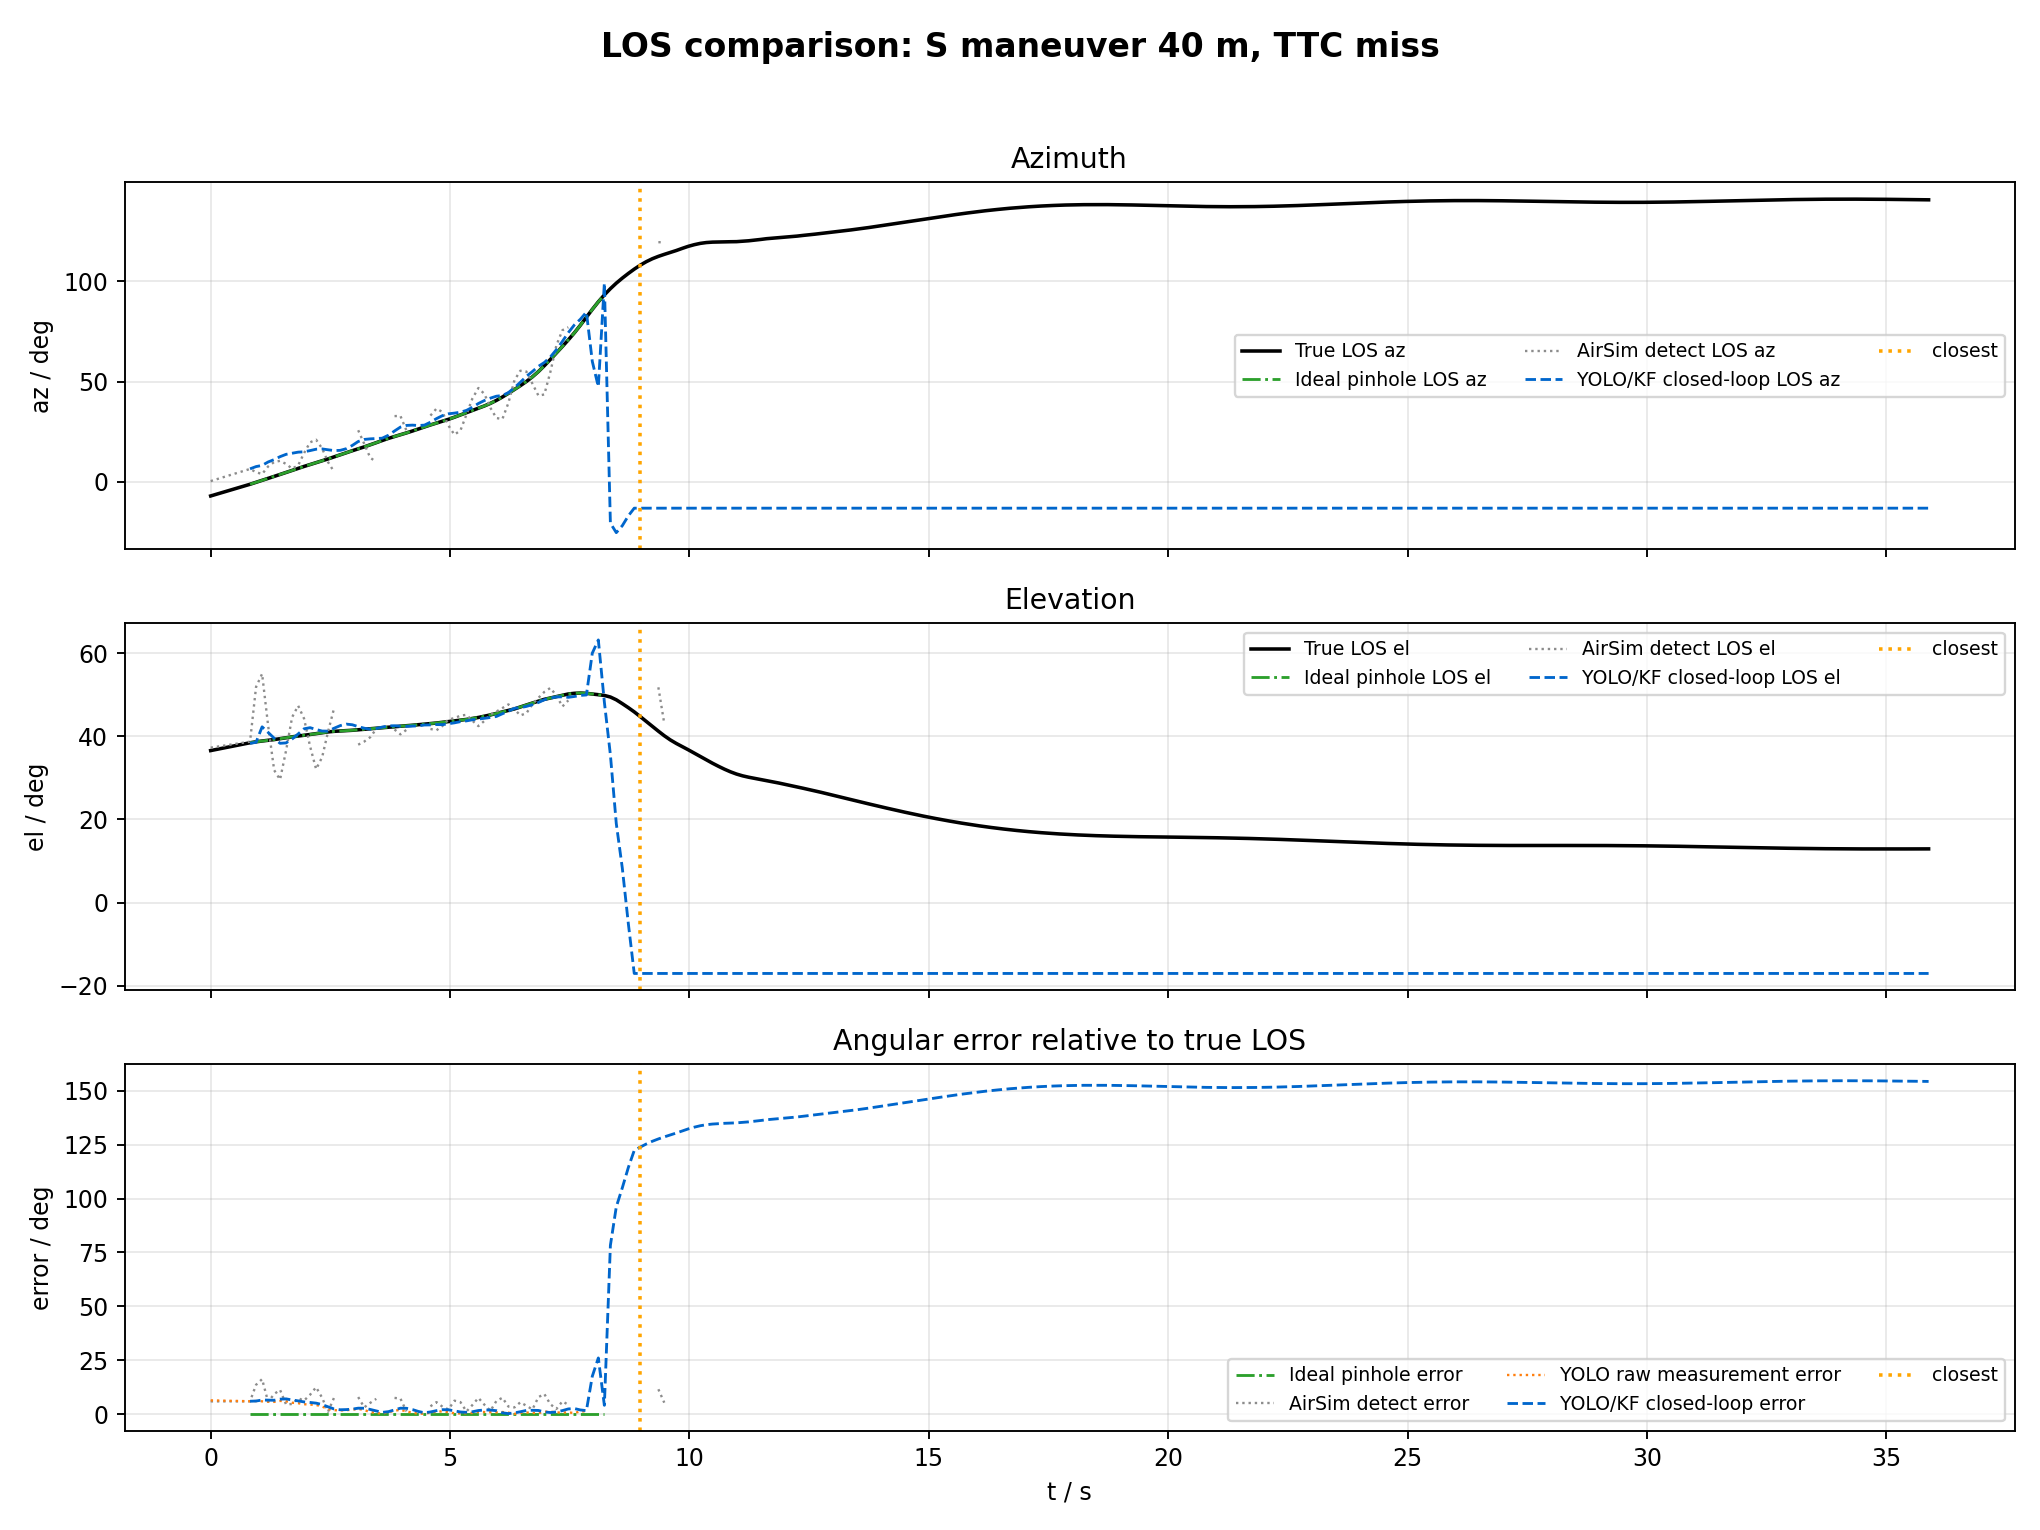 LOS comparison: S maneuver 40 m, TTC miss
Azimuth
az / deg
100
50
0
True LOS az
Ideal pinhole LOS az
AirSim detect LOS az
YOLO/KF closed-loop LOS az
closest
Elevation
el / deg
60
40
20
0
−20
True LOS el
Ideal pinhole LOS el
AirSim detect LOS el
YOLO/KF closed-loop LOS el
closest
Angular error relative to true LOS
error / deg
150
125
100
75
50
25
0
Ideal pinhole error
AirSim detect error
YOLO raw measurement error
YOLO/KF closed-loop error
closest
0 5 10 15 20 25 30 35
t / s